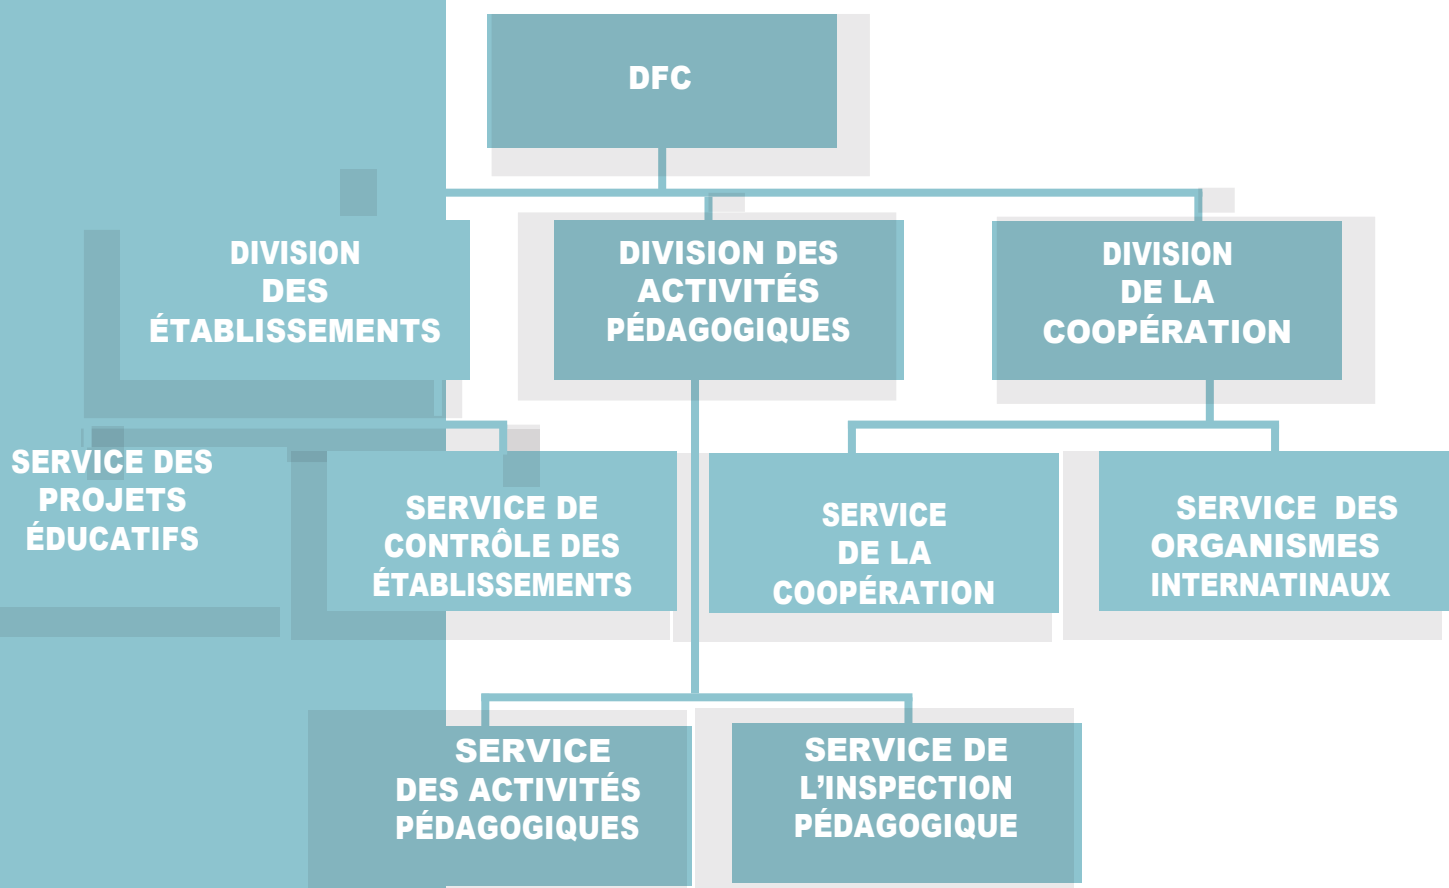 DFC
DIVISION
DES
ÉTABLISSEMENTS
DIVISION DES
ACTIVITÉS
PÉDAGOGIQUES
DIVISION
DE LA
COOPÉRATION
SERVICE DES
PROJETS
ÉDUCATIFS
SERVICE DE
CONTRÔLE DES
ÉTABLISSEMENTS
SERVICE
DE LA
COOPÉRATION
SERVICE DES
ORGANISMES
INTERNATINAUX
SERVICE
DES ACTIVITÉS
PÉDAGOGIQUES
SERVICE DE
L’INSPECTION
PÉDAGOGIQUE